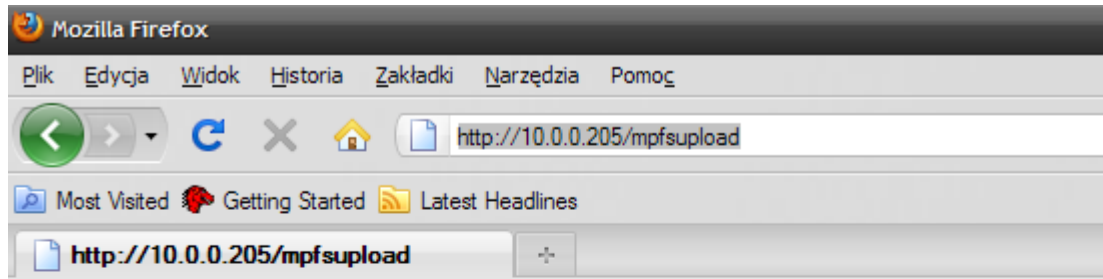 Mozilla Firefox
Plik Edycja Widok Historia Zakładki Narzędzia Pomoc
http://10.0.0.205/mpfsupload
Most Visited Getting Started Latest Headlines
http://10.0.0.205/mpfsupload